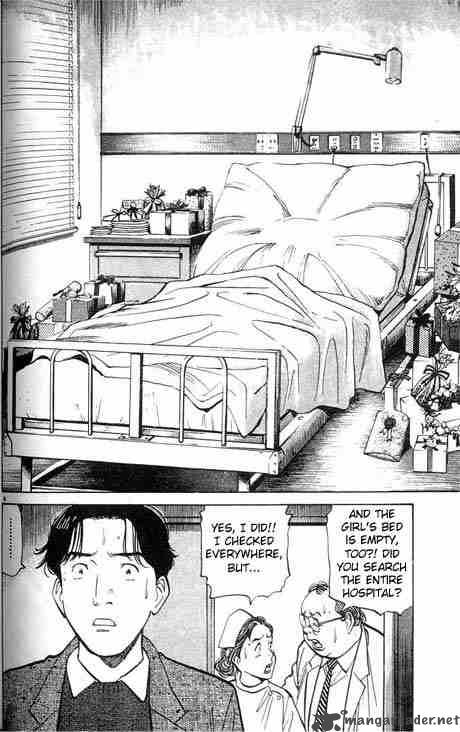 AND THE
GIRL'S BED
IS EMPTY,
TOO?! DID
YOU SEARCH
THE ENTIRE
HOSPITAL?
YES, I DID!!
I CHECKED
EVERYWHERE,
BUT...
........
mangareader.net